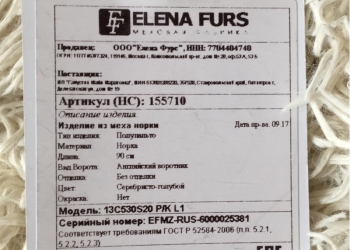 ELENA FURS
МЕХОВАЯ ФАБРИКА
Продавец: ООО"Елена Фурс", ИНН: 7704404740
Поставщик:
Артикул (НС): 155710
Описание изделия
Изделие из меха норки Дата пр-ва. 09.17
Тип изделия: Полупальто
Материал: Норка
Длина: 90 см
Вид Ворота: Английский воротник
Отделка: Без отделки
Цвет: Серебристо-голубой
Окраска: Нет
Модель: 13C530S20 P/K L1
Серийный номер: EFMZ-RUS-6000025381
Соответствует требованиям ГОСТ Р 52584-2006 (п.п. 5.2.1,
5.2.2, 5.2.3)